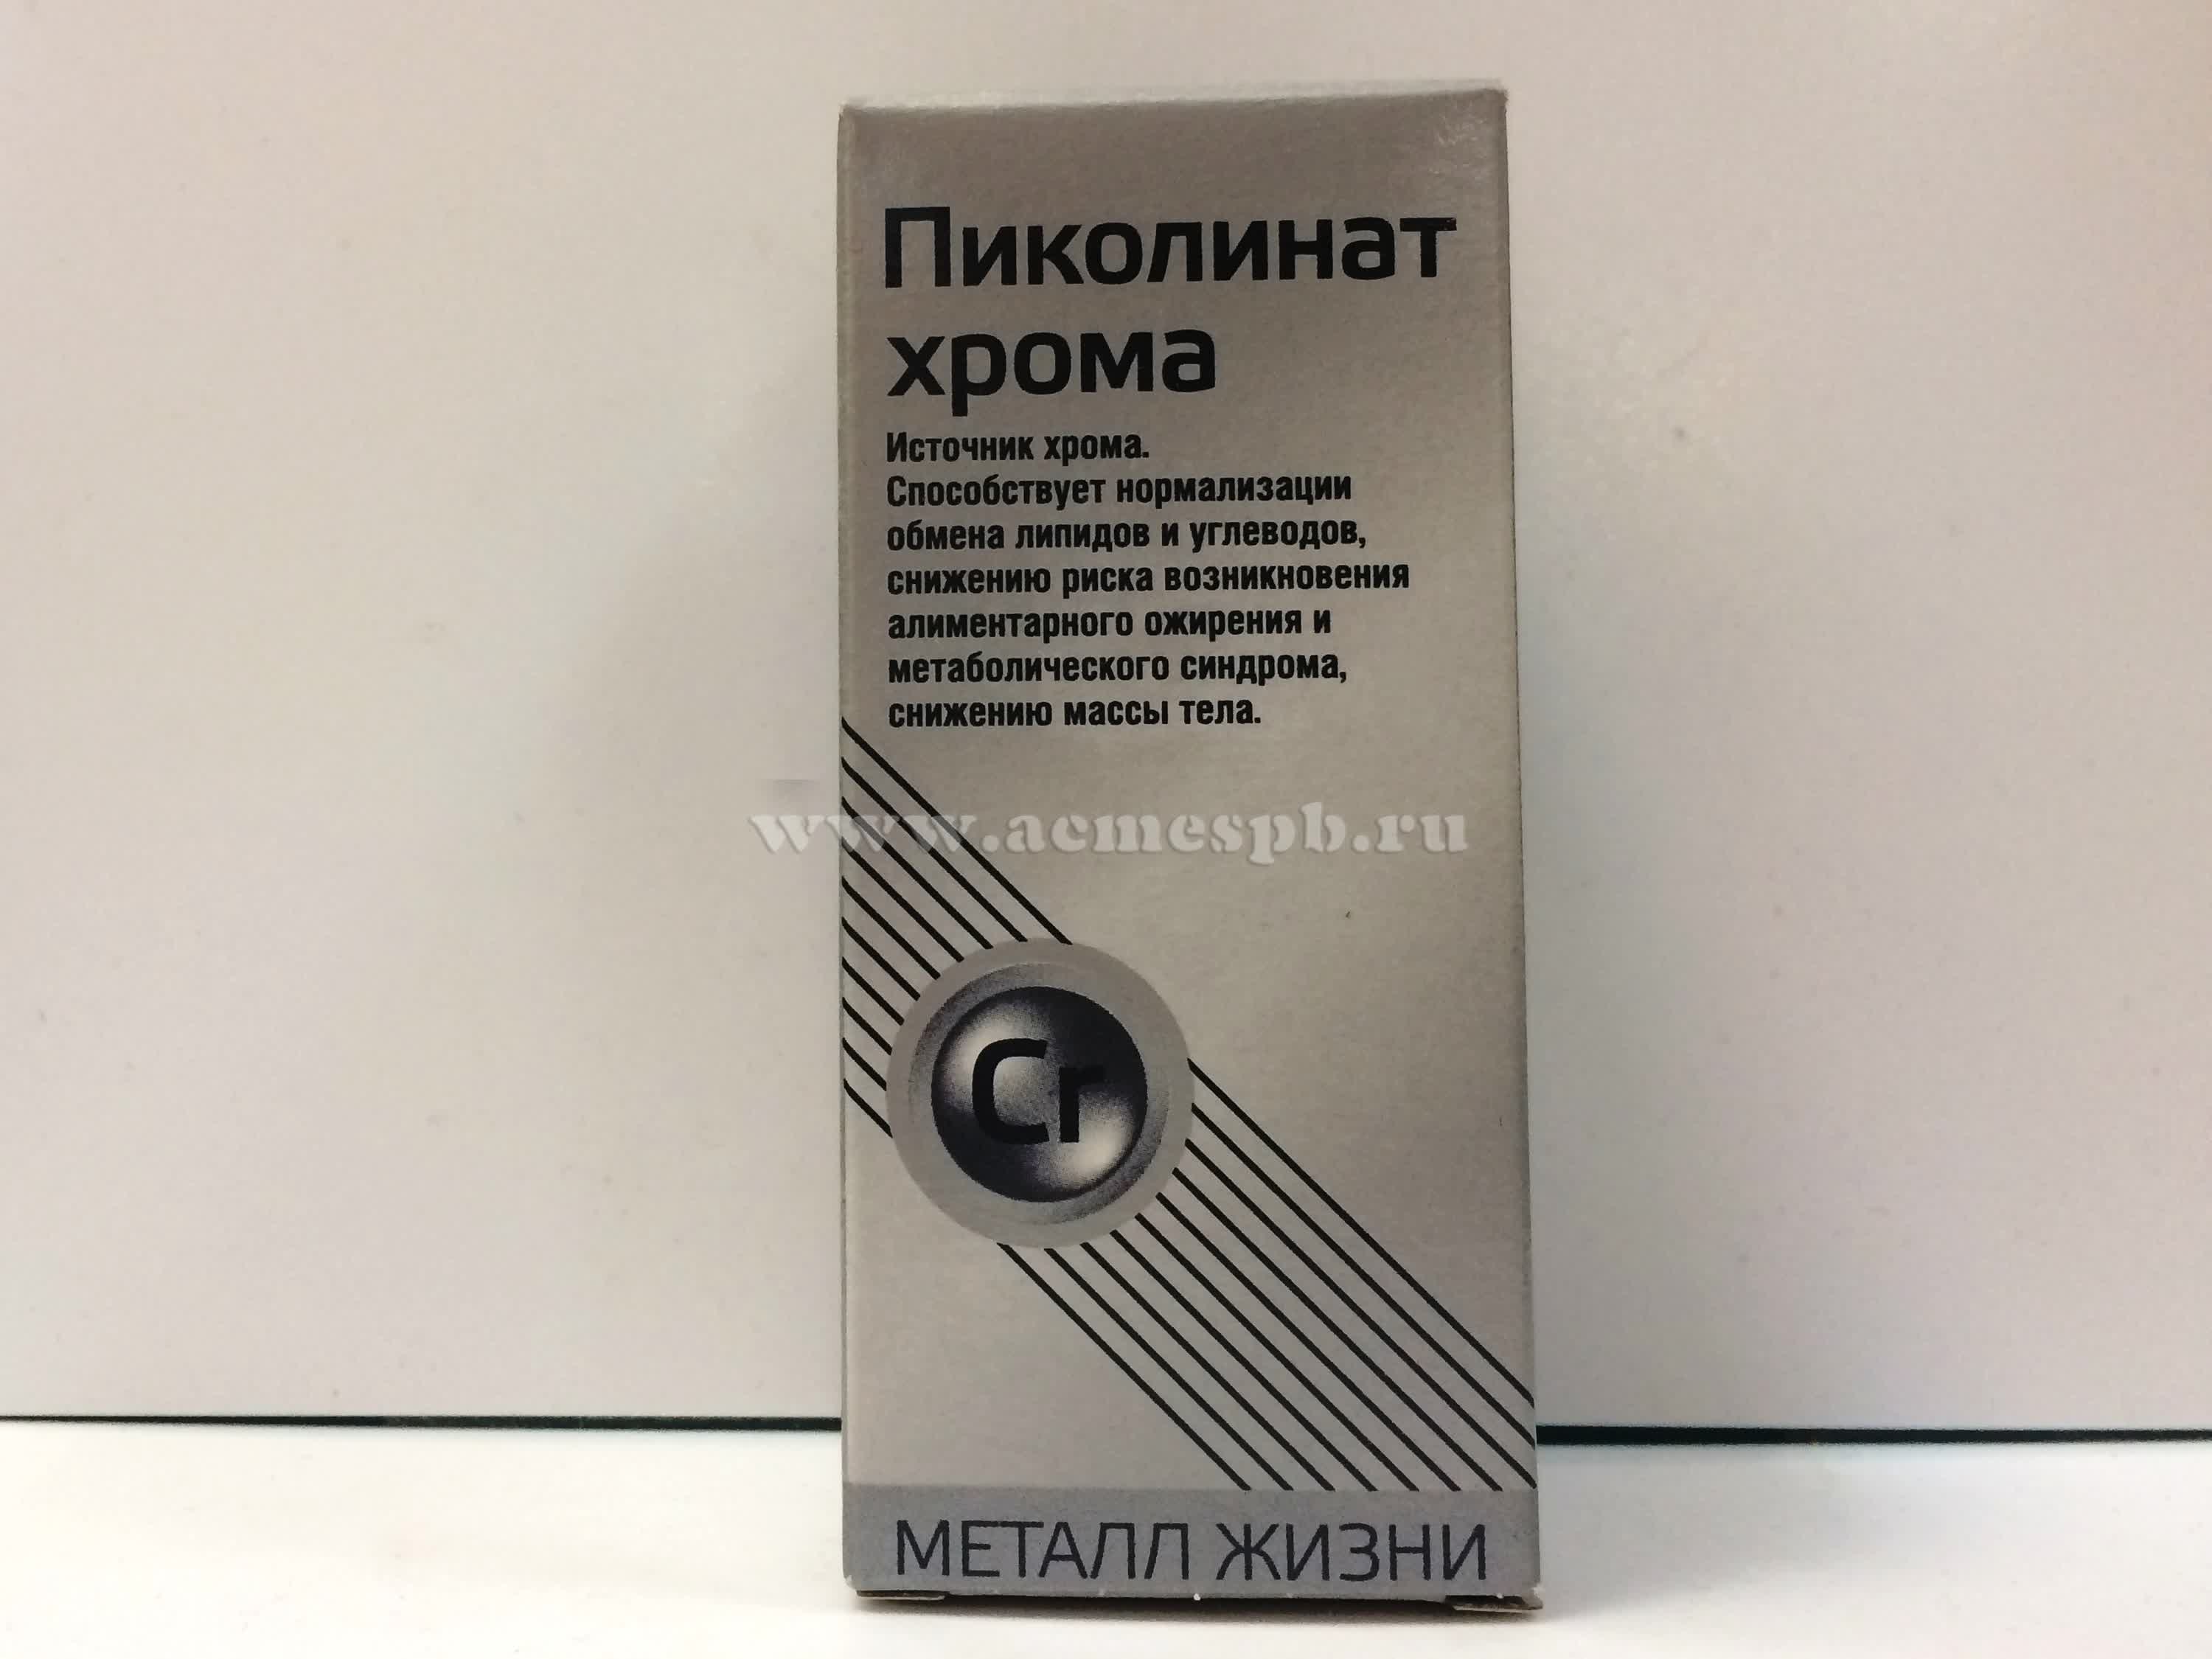 Пиколинат
хрома
Источник хрома.
Способствует нормализации
обмена липидов и углеводов,
снижению риска возникновения
алиментарного ожирения и
метаболического синдрома,
снижению массы тела.
www.acmespb.ru
Cr
МЕТАЛЛ ЖИЗНИ